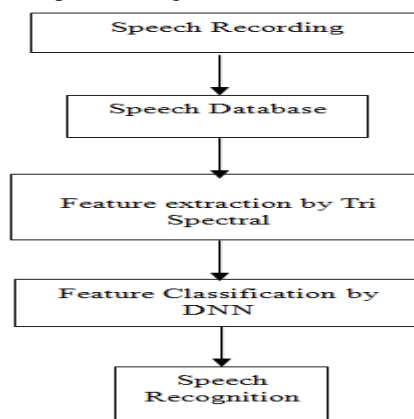 Speech Recording
Speech Database
Feature extraction by Tri
Spectral
Feature Classification by
DNN
Speech
Recognition